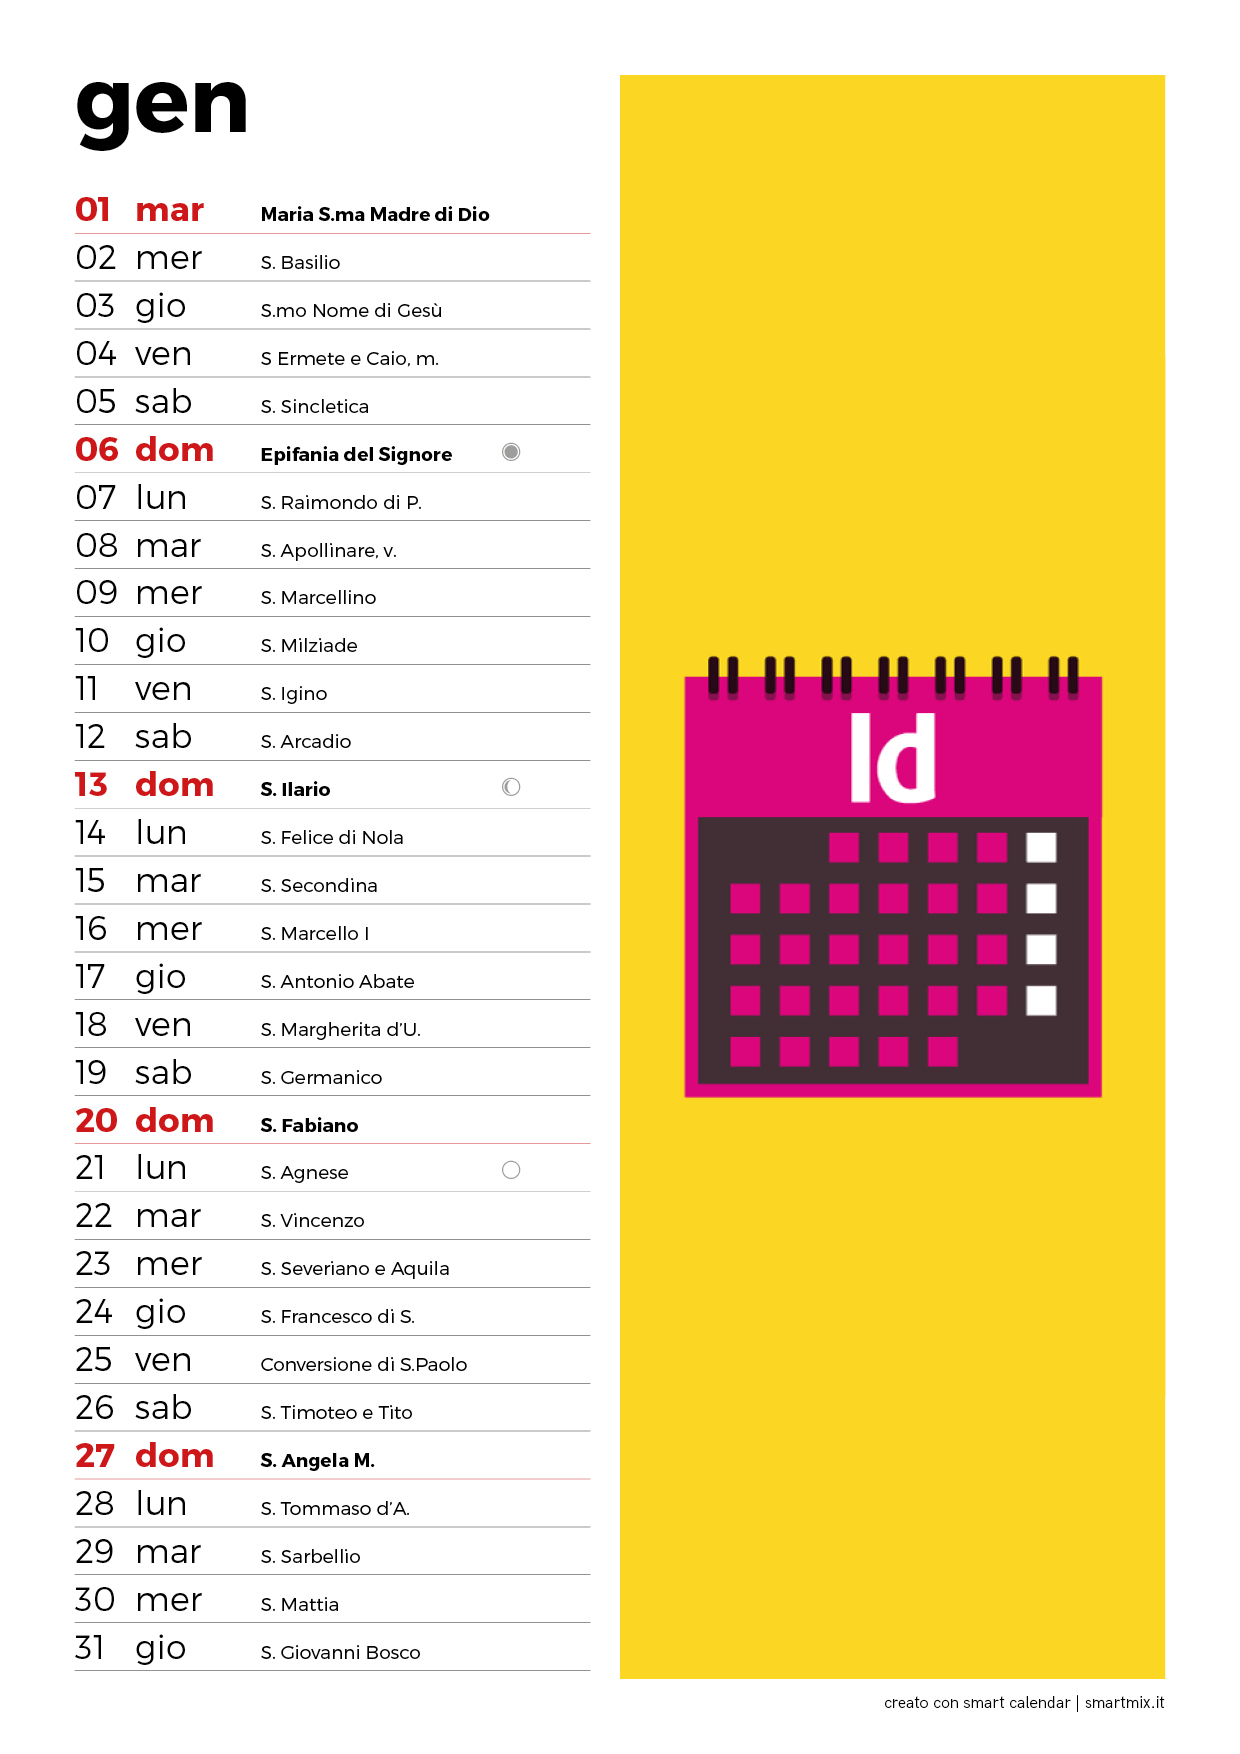 gen
01 mar Maria S.ma Madre di Dio
02 mer S. Basilio
03 gio S.mo Nome di Gesù
04 ven S Ermete e Caio, m.
05 sab S. Sincletica
06 dom Epifania del Signore
07 lun S. Raimondo di P.
08 mar S. Apollinare, v.
09 mer S. Marcellino
10 gio S. Milziade
11 ven S. Igino
12 sab S. Arcadio
13 dom S. Ilario
14 lun S. Felice di Nola
15 mar S. Secondina
16 mer S. Marcello I
17 gio S. Antonio Abate
18 ven S. Margherita d'U.
19 sab S. Germanico
20 dom S. Fabiano
21 lun S. Agnese
22 mar S. Vincenzo
23 mer S. Severiano e Aquila
24 gio S. Francesco di S.
25 ven Conversione di S.Paolo
26 sab S. Timoteo e Tito
27 dom S. Angela M.
28 lun S. Tommaso d'A.
29 mar S. Sarbellio
30 mer S. Mattia
31 gio S. Giovanni Bosco
Id
creato con smart calendar | smartmix.it